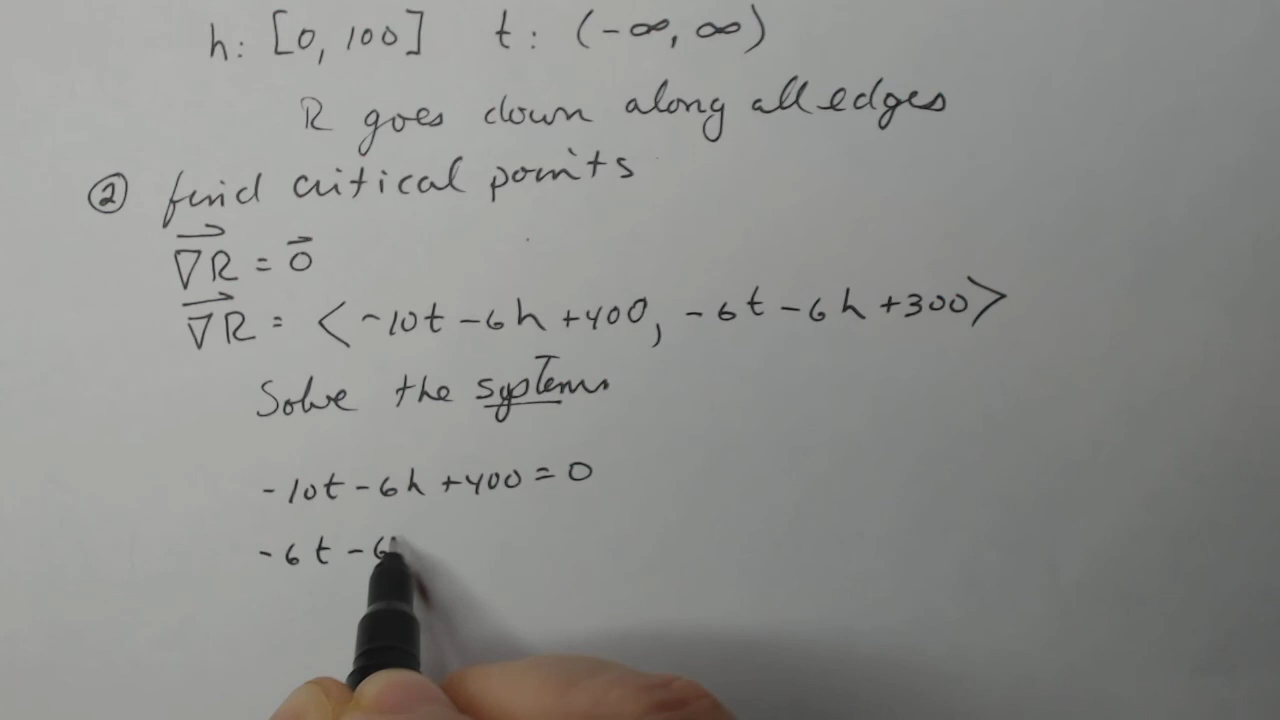 h: [0, 100] t: (-∞, ∞)
R goes down along all edges
② find critical points
∇R = 0
∇R = < -10t - 6h + 400, -6t - 6h + 300 >
Solve the system
-10t - 6h + 400 = 0
-6t - 6